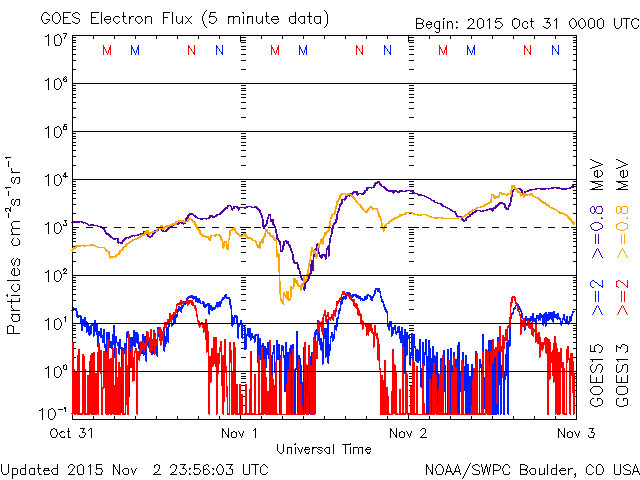 GOES Electron Flux (5 minute data)
Begin: 2015 Oct 31 0000 UTC
M M N N M M N N M M N N
10⁷
10⁶
10⁵
10⁴
10³
10²
10¹
10⁰
10⁻¹
Particles cm⁻²s⁻¹sr⁻¹
GOES15 >=2 >=0.8 MeV
GOES13 >=2 >=0.8 MeV
Oct 31 Nov 1 Nov 2 Nov 3
Universal Time
Updated 2015 Nov 2 23:56:03 UTC
NOAA/SWPC Boulder, CO USA